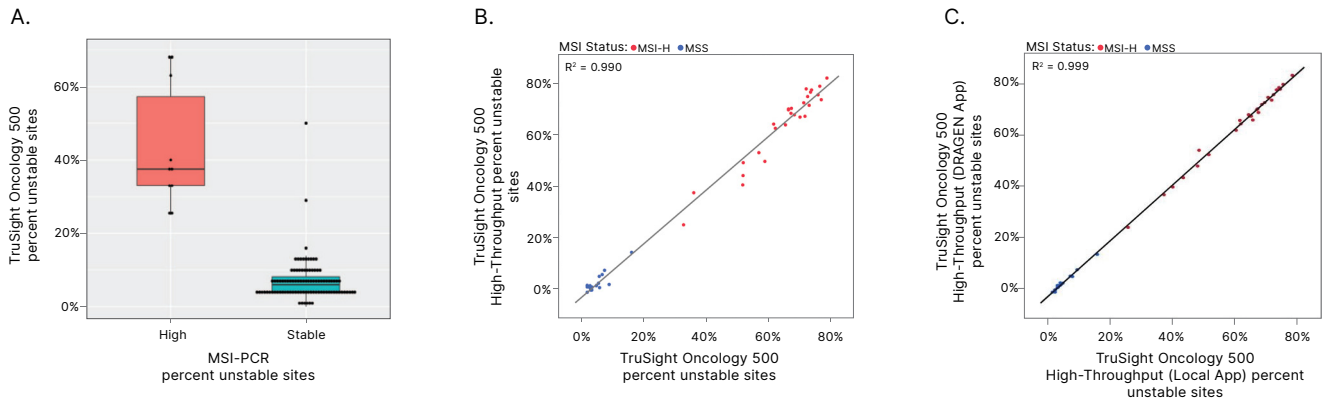 A.
TruSight Oncology 500
percent unstable sites
60%
40%
20%
0%
High
Stable
MSI-PCR
percent unstable sites
B.
MSI Status: MSI-H MSS
R² = 0.990
TruSight Oncology 500
High-Throughput percent unstable
sites
80%
60%
40%
20%
0%
0% 20% 40% 60% 80%
TruSight Oncology 500
percent unstable sites
C.
MSI Status: MSI-H MSS
R² = 0.999
TruSight Oncology 500
High-Throughput (DRAGEN App)
percent unstable sites
80%
60%
40%
20%
0%
0% 20% 40% 60% 80%
TruSight Oncology 500
High-Throughput (Local App) percent
unstable sites